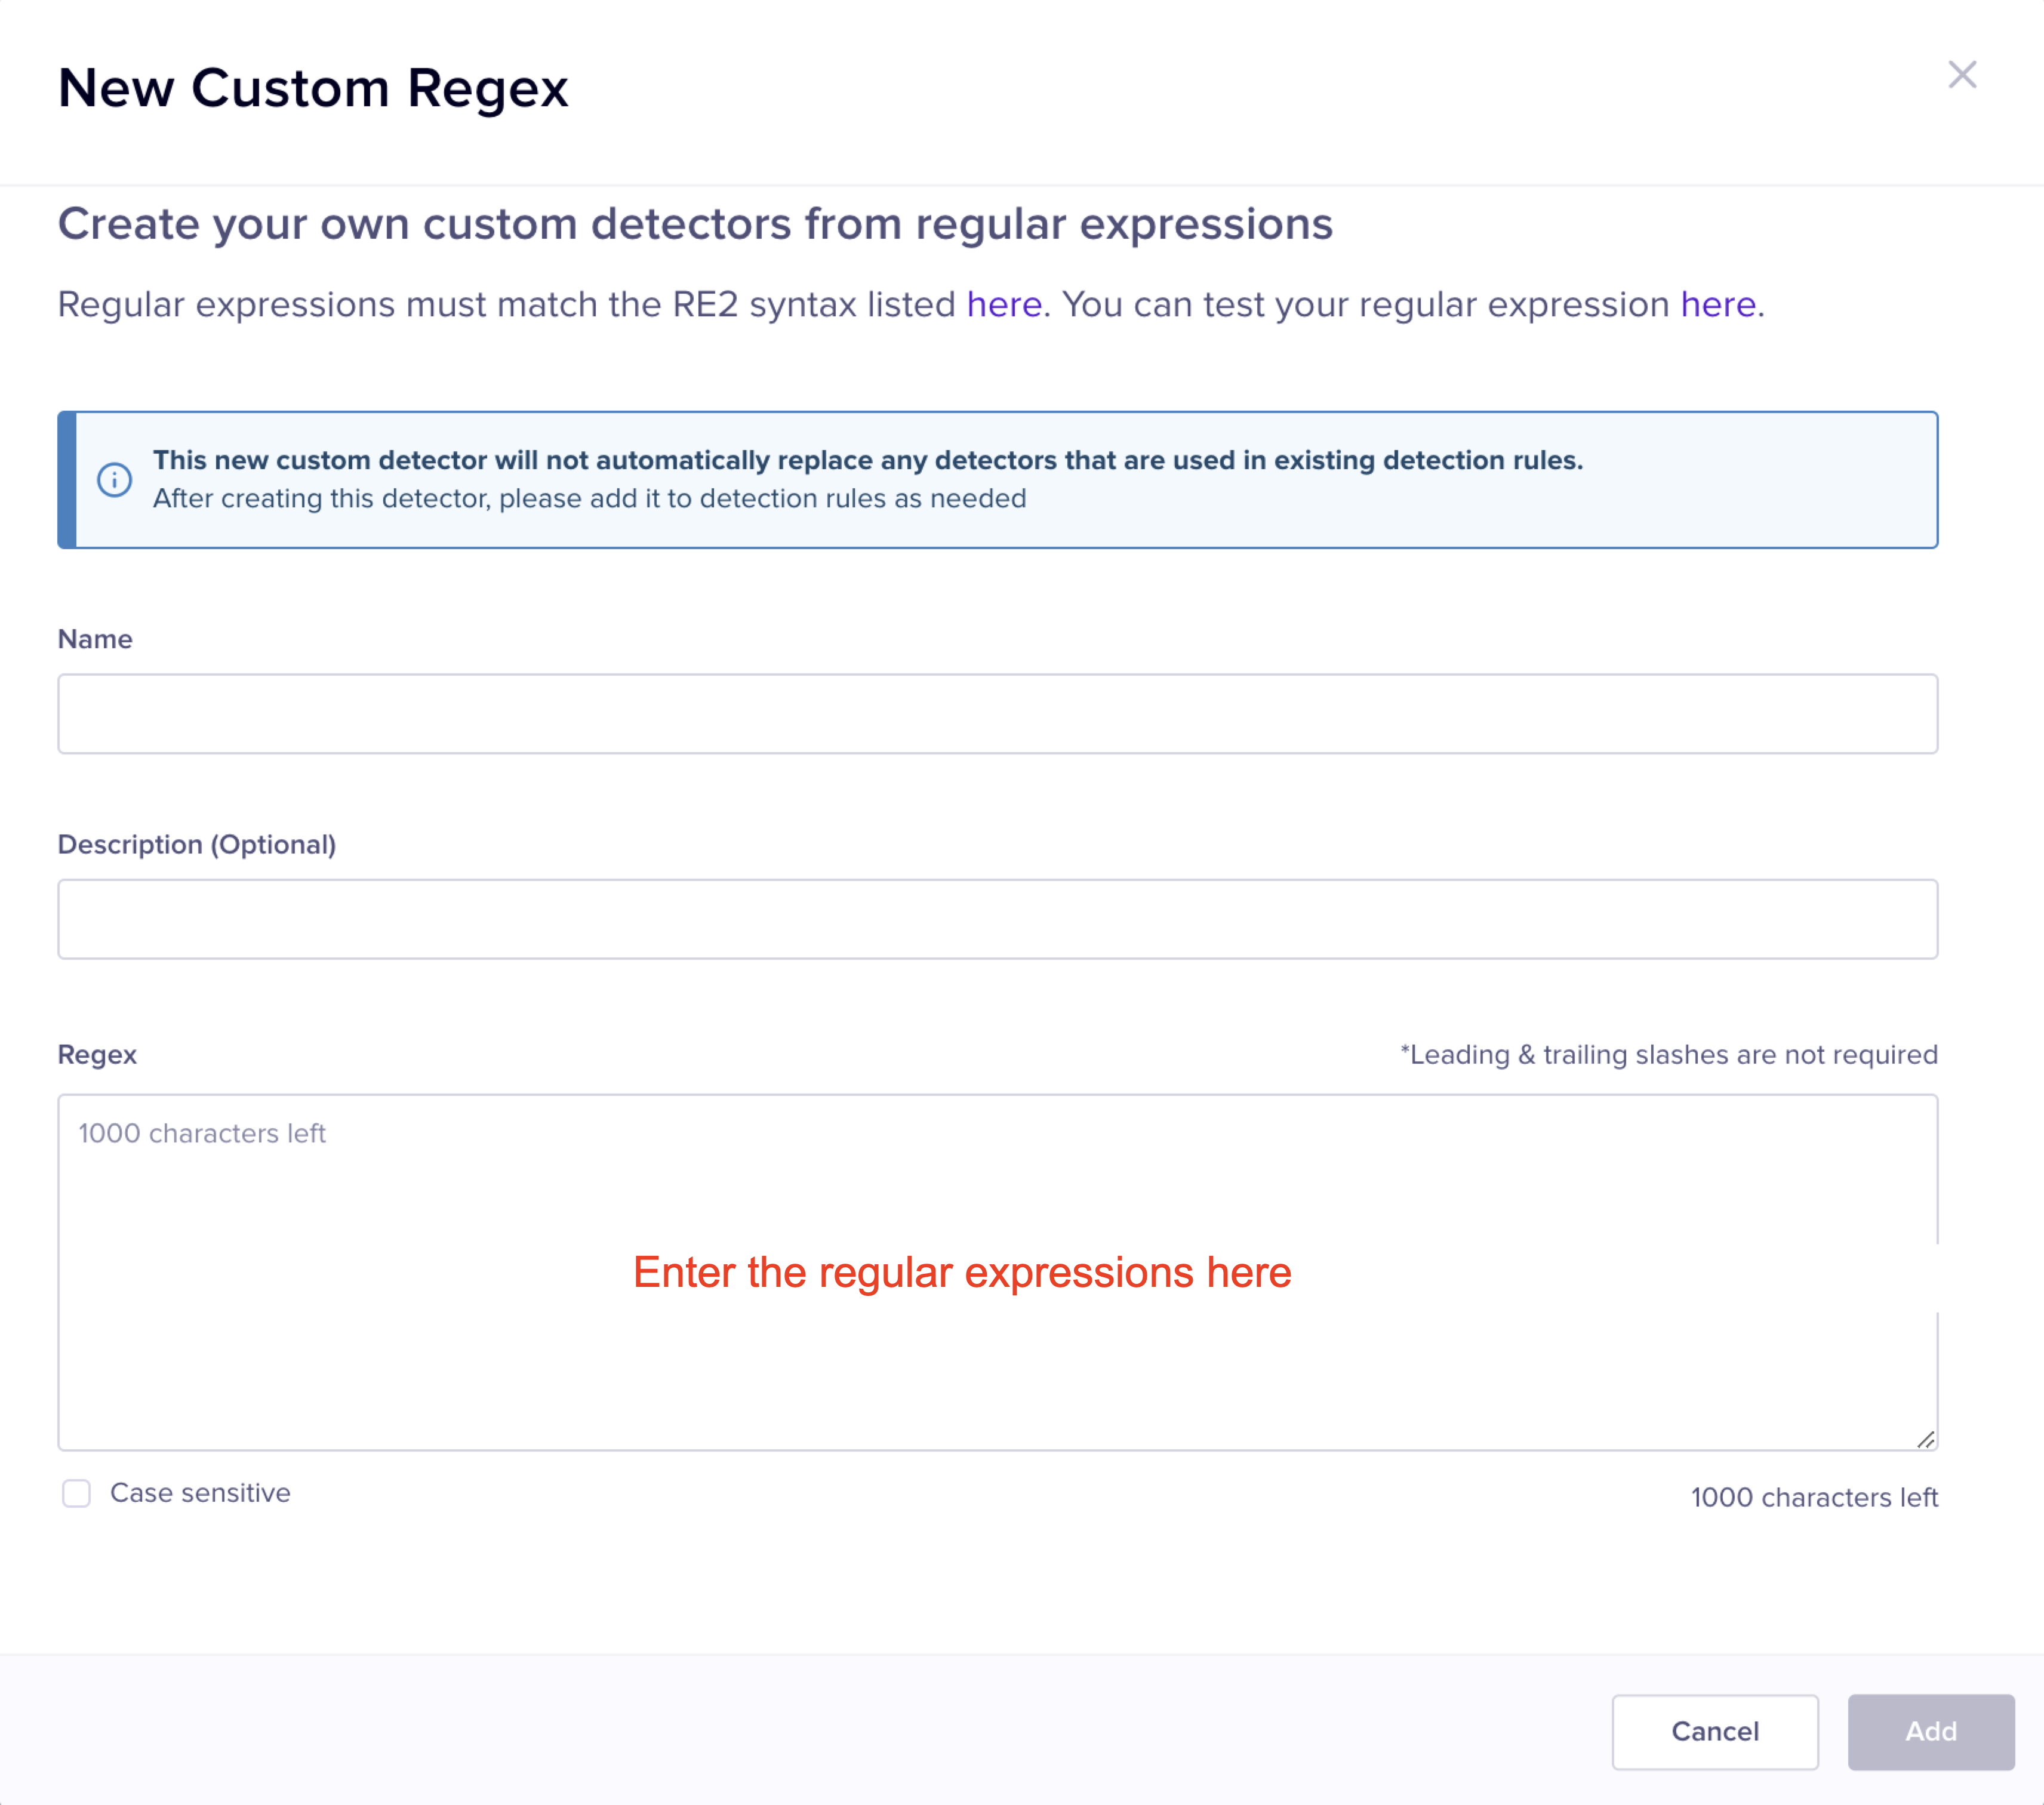 New Custom Regex
Create your own custom detectors from regular expressions
Regular expressions must match the RE2 syntax listed here. You can test your regular expression here.
This new custom detector will not automatically replace any detectors that are used in existing detection rules.
After creating this detector, please add it to detection rules as needed
Name
Description (Optional)
Regex
*Leading & trailing slashes are not required
1000 characters left
Enter the regular expressions here
Case sensitive
1000 characters left
Cancel
Add